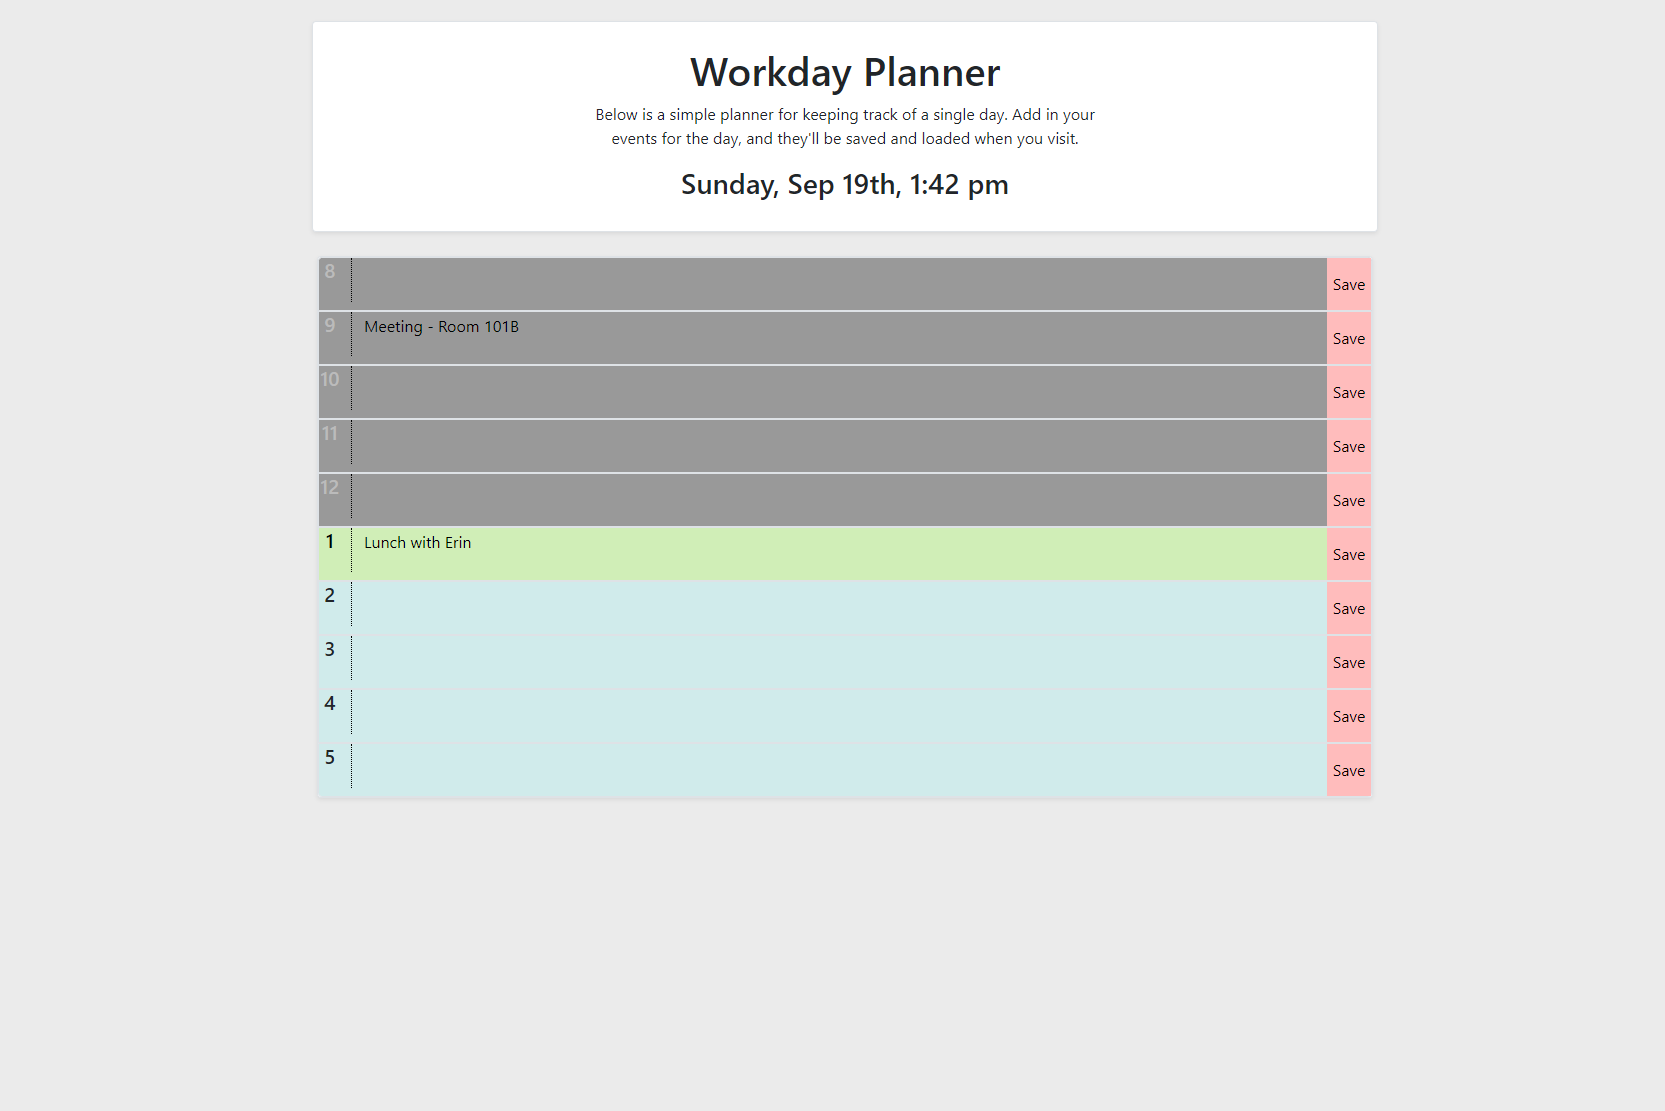 Workday Planner
Below is a simple planner for keeping track of a single day. Add in your
events for the day, and they'll be saved and loaded when you visit.
Sunday, Sep 19th, 1:42 pm
8 Save
9 Meeting - Room 101B Save
10 Save
11 Save
12 Save
1 Lunch with Erin Save
2 Save
3 Save
4 Save
5 Save